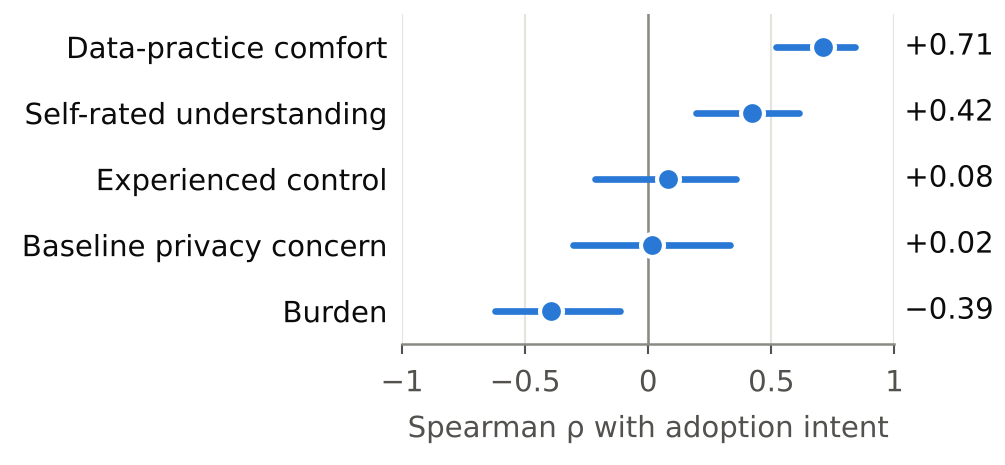 Data-practice comfort +0.71
Self-rated understanding +0.42
Experienced control +0.08
Baseline privacy concern +0.02
Burden −0.39
−1 −0.5 0 0.5 1
Spearman ρ with adoption intent